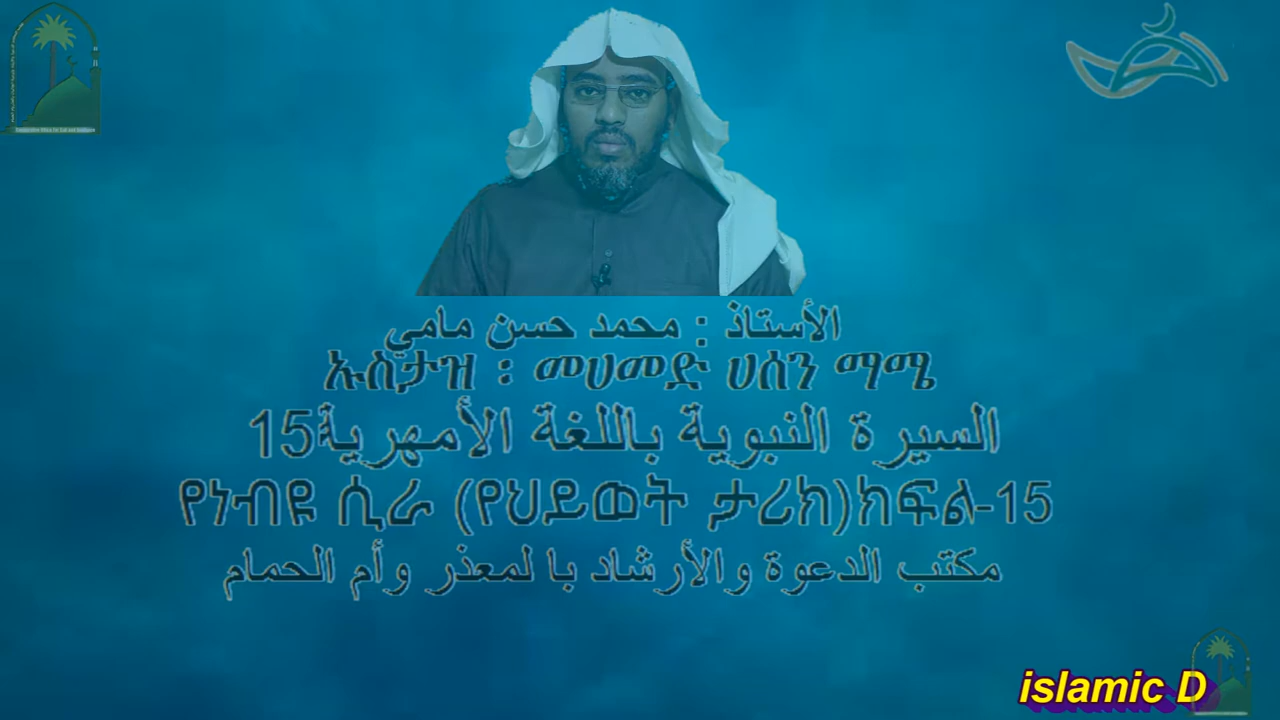 الأستاذ : محمد حسن مامي
ኡስታዝ : መሀመድ ሀሰን ማሜ
السيرة النبوية باللغة الأمهرية15
የነብዩ ሲራ (የህይወት ታሪክ)ክፍል-15
مكتب الدعوة والأرشاد با لمعذر وأم الحمام
islamic D